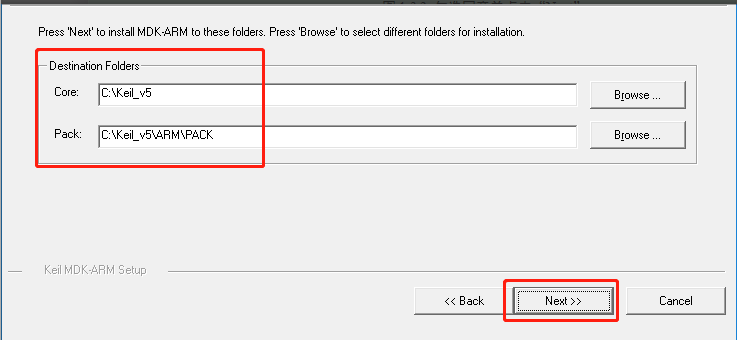 Press 'Next' to install MDK-ARM to these folders. Press 'Browse' to select different folders for installation.
Destination Folders
Core: C:\Keil_v5 Browse ...
Pack: C:\Keil_v5\ARM\PACK Browse ...
Keil MDK-ARM Setup
<< Back Next >> Cancel